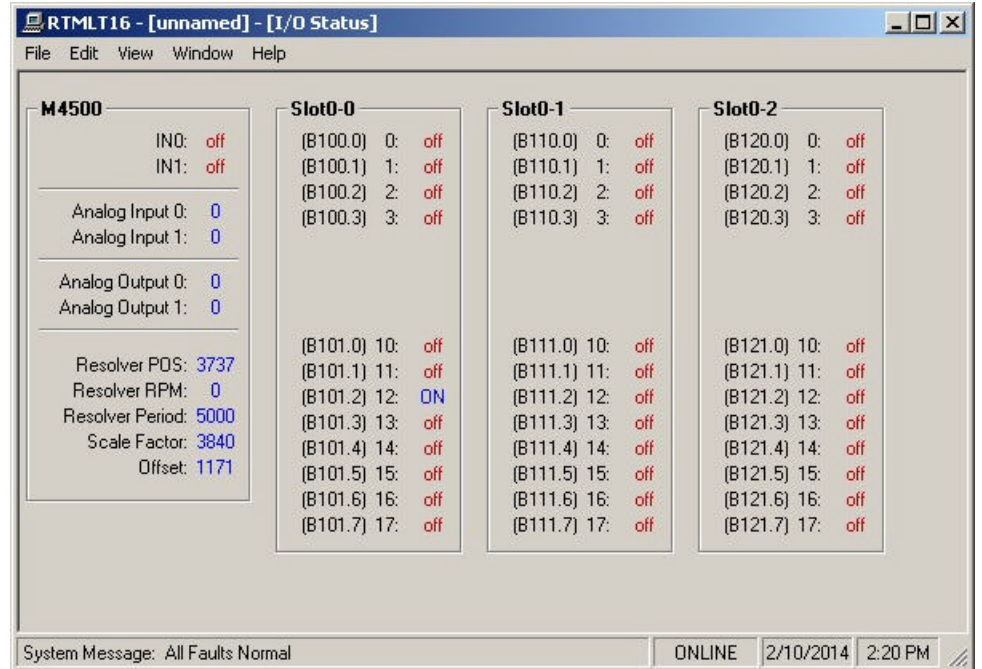 RTMLT16 - [unnamed] - [I/O Status]
File Edit View Window Help
M4500
IN0: off
IN1: off
Analog Input 0: 0
Analog Input 1: 0
Analog Output 0: 0
Analog Output 1: 0
Resolver POS: 3737
Resolver RPM: 0
Resolver Period: 5000
Scale Factor: 3840
Offset: 1171
Slot0-0
(B100.0) 0: off
(B100.1) 1: off
(B100.2) 2: off
(B100.3) 3: off
(B101.0) 10: off
(B101.1) 11: off
(B101.2) 12: ON
(B101.3) 13: off
(B101.4) 14: off
(B101.5) 15: off
(B101.6) 16: off
(B101.7) 17: off
Slot0-1
(B110.0) 0: off
(B110.1) 1: off
(B110.2) 2: off
(B110.3) 3: off
(B111.0) 10: off
(B111.1) 11: off
(B111.2) 12: off
(B111.3) 13: off
(B111.4) 14: off
(B111.5) 15: off
(B111.6) 16: off
(B111.7) 17: off
Slot0-2
(B120.0) 0: off
(B120.1) 1: off
(B120.2) 2: off
(B120.3) 3: off
(B121.0) 10: off
(B121.1) 11: off
(B121.2) 12: off
(B121.3) 13: off
(B121.4) 14: off
(B121.5) 15: off
(B121.6) 16: off
(B121.7) 17: off
System Message: All Faults Normal
ONLINE
2/10/2014
2:20 PM